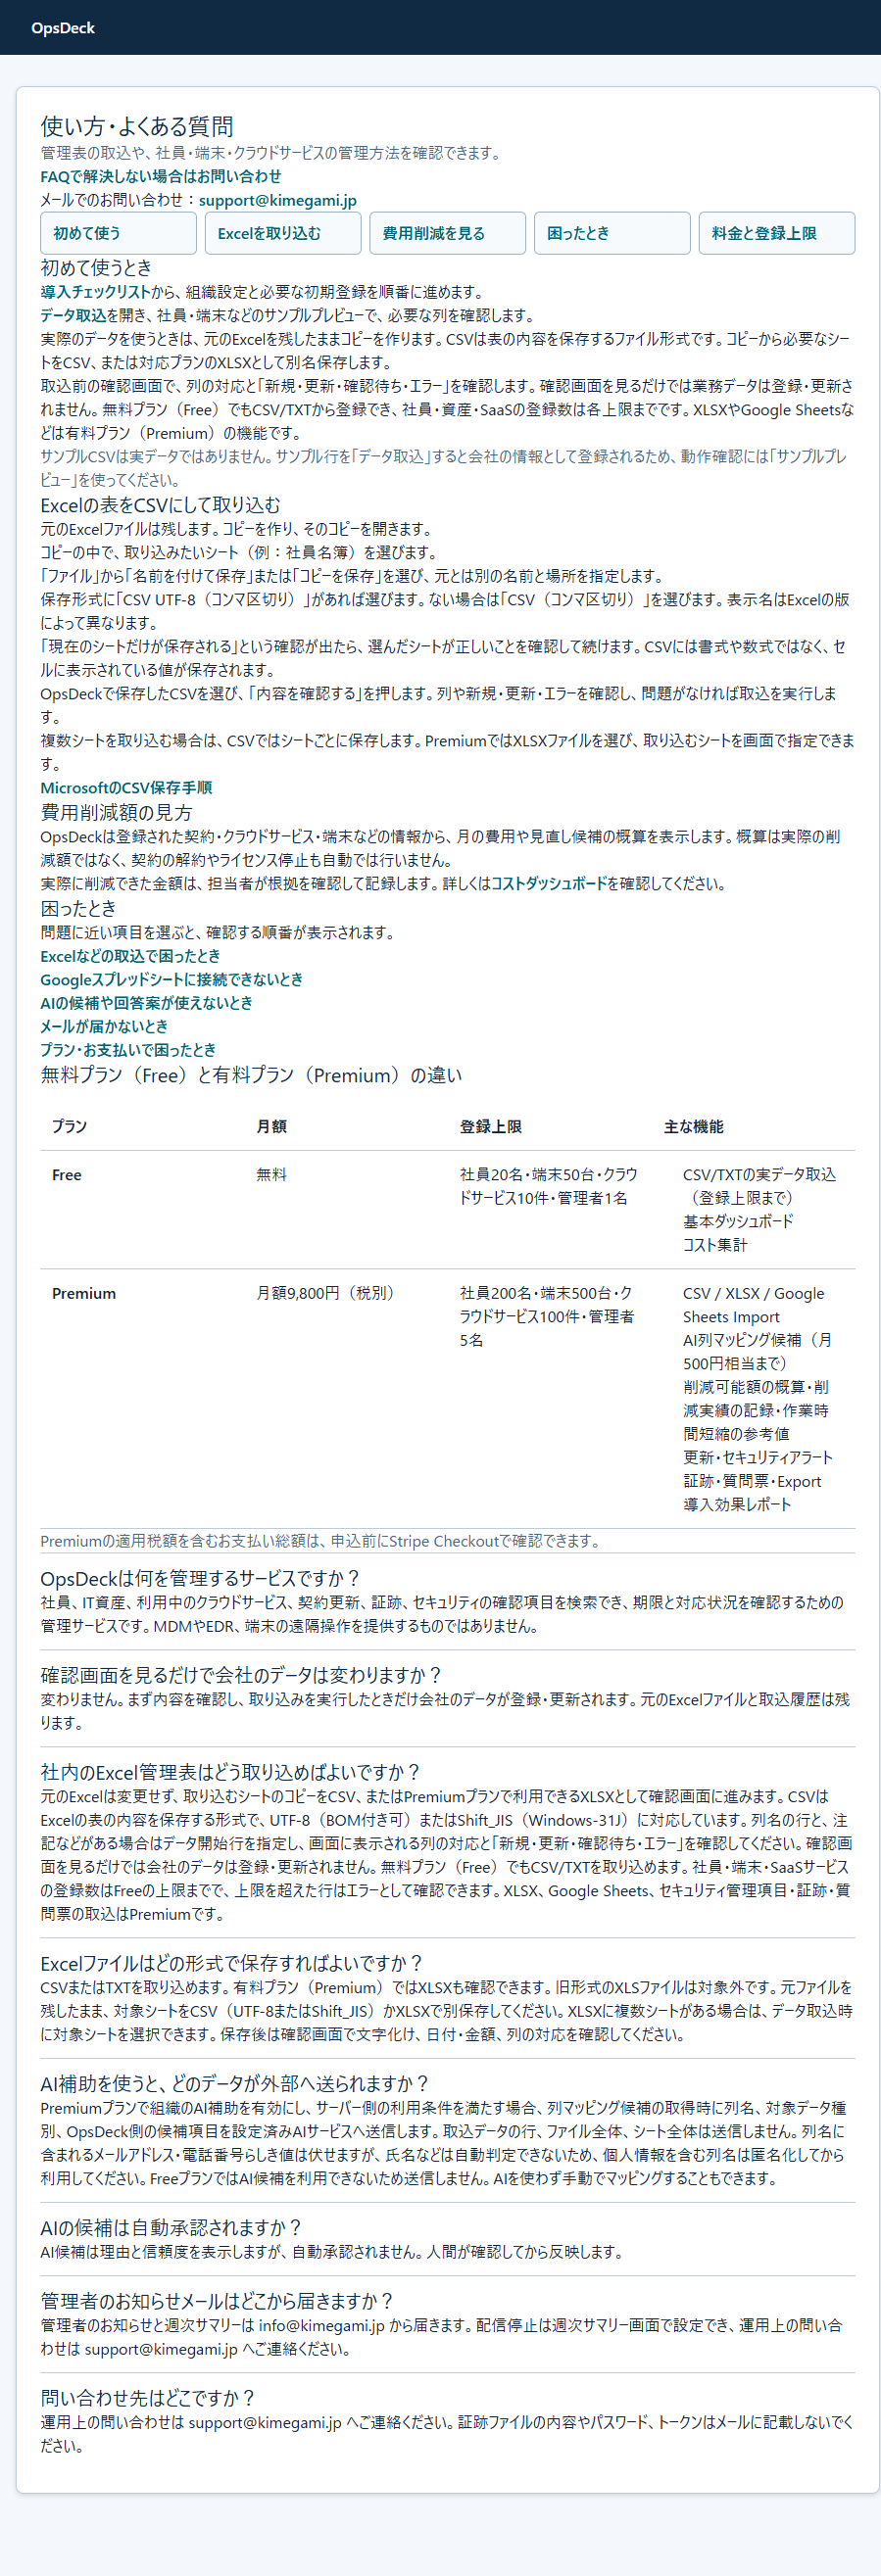 OpsDeck
使い方・よくある質問
管理表の取込や、社員・端末・クラウドサービスの管理方法を確認できます。
FAQで解決しない場合はお問い合わせ
メールでのお問い合わせ：support@kimegami.jp
初めて使う
Excelを取り込む
費用削減を見る
困ったとき
料金と登録上限
初めて使うとき
導入チェックリストから、組織設定と必要な初期登録を順番に進めます。
データ取込を開き、社員・端末などのサンプルプレビューで、必要な列を確認します。
実際のデータを使うときは、元のExcelを残したままコピーを作ります。CSVは表の内容を保存するファイル形式です。コピーから必要なシー
トをCSV、または対応プランのXLSXとして別名保存します。
取込前の確認画面で、列の対応と「新規・更新・確認待ち・エラー」を確認します。確認画面を見るだけでは業務データは登録・更新さ
れません。無料プラン（Free）でもCSV/TXTから登録でき、社員・資産・SaaSの登録数は各上限までです。XLSXやGoogle Sheetsな
どは有料プラン（Premium）の機能です。
サンプルCSVは実データではありません。サンプル行を「データ取込」すると会社の情報として登録されるため、動作確認には「サンプルプレ
ビュー」を使ってください。
Excelの表をCSVにして取り込む
元のExcelファイルは残します。コピーを作り、そのコピーを開きます。
コピーの中で、取り込みたいシート（例：社員名簿）を選びます。
「ファイル」から「名前を付けて保存」または「コピーを保存」を選び、元とは別の名前と場所を指定します。
保存形式に「CSV UTF-8（コンマ区切り）」があれば選びます。ない場合は「CSV（コンマ区切り）」を選びます。表示名はExcelの版
によって異なります。
「現在のシートだけが保存される」という確認が出たら、選んだシートが正しいことを確認して続けます。CSVには書式や数式ではなく、セ
ルに表示されている値が保存されます。
OpsDeckで保存したCSVを選び、「内容を確認する」を押します。列や新規・更新・エラーを確認し、問題がなければ取込を実行しま
す。
複数シートを取り込む場合は、CSVではシートごとに保存します。PremiumではXLSXファイルを選び、取り込むシートを画面で指定できま
す。
MicrosoftのCSV保存手順
費用削減額の見方
OpsDeckは登録された契約・クラウドサービス・端末などの情報から、月の費用や見直し候補の概算を表示します。概算は実際の削
減額ではなく、契約の解約やライセンス停止も自動では行いません。
実際に削減できた金額は、担当者が根拠を確認して記録します。詳しくはコストダッシュボードを確認してください。
困ったとき
問題に近い項目を選ぶと、確認する順番が表示されます。
Excelなどの取込で困ったとき
Googleスプレッドシートに接続できないとき
AIの候補や回答案が使えないとき
メールが届かないとき
プラン・お支払いで困ったとき
無料プラン（Free）と有料プラン（Premium）の違い
プラン
月額
登録上限
主な機能
Free
無料
社員20名・端末50台・クラウ
ドサービス10件・管理者1名
CSV/TXTの実データ取込
（登録上限まで）
基本ダッシュボード
コスト集計
Premium
月額9,800円（税別）
社員200名・端末500台・ク
ラウドサービス100件・管理者
5名
CSV / XLSX / Google
Sheets Import
AI列マッピング候補（月
500円相当まで）
削減可能額の概算・削
減実績の記録・作業時
間短縮の参考値
更新・セキュリティアラート
証跡・質問票・Export
導入効果レポート
Premiumの適用税額を含むお支払い総額は、申込前にStripe Checkoutで確認できます。
OpsDeckは何を管理するサービスですか？
社員、IT資産、利用中のクラウドサービス、契約更新、証跡、セキュリティの確認項目を検索でき、期限と対応状況を確認するための
管理サービスです。MDMやEDR、端末の遠隔操作を提供するものではありません。
確認画面を見るだけで会社のデータは変わりますか？
変わりません。まず内容を確認し、取り込みを実行したときだけ会社のデータが登録・更新されます。元のExcelファイルと取込履歴は残
ります。
社内のExcel管理表はどう取り込めばよいですか？
元のExcelは変更せず、取り込むシートのコピーをCSV、またはPremiumプランで利用できるXLSXとして確認画面に進みます。CSVは
Excelの表の内容を保存する形式で、UTF-8（BOM付き可）またはShift_JIS（Windows-31J）に対応しています。列名の行と、注
記などがある場合はデータ開始行を指定し、画面に表示される列の対応と「新規・更新・確認待ち・エラー」を確認してください。確認画
面を見るだけでは会社のデータは登録・更新されません。無料プラン（Free）でもCSV/TXTを取り込めます。社員・端末・SaaSサービス
の登録数はFreeの上限までで、上限を超えた行はエラーとして確認できます。XLSX、Google Sheets、セキュリティ管理項目・証跡・質
問票の取込はPremiumです。
Excelファイルはどの形式で保存すればよいですか？
CSVまたはTXTを取り込めます。有料プラン（Premium）ではXLSXも確認できます。旧形式のXLSファイルは対象外です。元ファイルを
残したまま、対象シートをCSV（UTF-8またはShift_JIS）かXLSXで別保存してください。XLSXに複数シートがある場合は、データ取込時
に対象シートを選択できます。保存後は確認画面で文字化け、日付・金額、列の対応を確認してください。
AI補助を使うと、どのデータが外部へ送られますか？
Premiumプランで組織のAI補助を有効にし、サーバー側の利用条件を満たす場合、列マッピング候補の取得時に列名、対象データ種
別、OpsDeck側の候補項目を設定済みAIサービスへ送信します。取込データの行、ファイル全体、シート全体は送信しません。列名に
含まれるメールアドレス・電話番号らしき値は伏せますが、氏名などは自動判定できないため、個人情報を含む列名は匿名化してから
利用してください。FreeプランではAI候補を利用できないため送信しません。AIを使わず手動でマッピングすることもできます。
AIの候補は自動承認されますか？
AI候補は理由と信頼度を表示しますが、自動承認されません。人間が確認してから反映します。
管理者のお知らせメールはどこから届きますか？
管理者のお知らせと週次サマリーは info@kimegami.jp から届きます。配信停止は週次サマリー画面で設定でき、運用上の問い合
わせは support@kimegami.jp へご連絡ください。
問い合わせ先はどこですか？
運用上の問い合わせは support@kimegami.jp へご連絡ください。証跡ファイルの内容やパスワード、トークンはメールに記載しないでく
ださい。